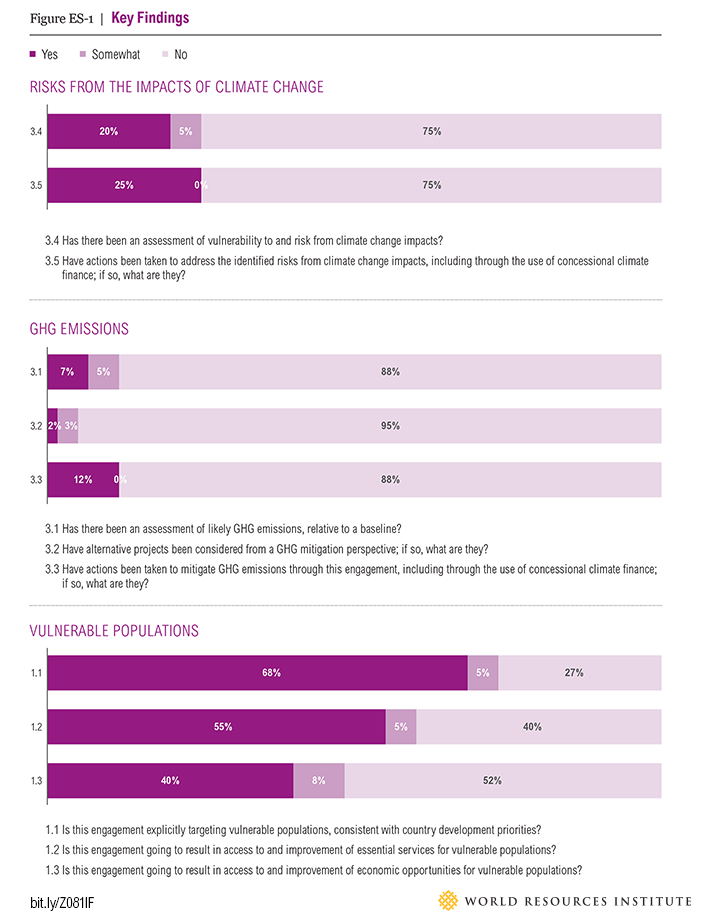 Figure ES-1 | Key Findings
Yes Somewhat No
RISKS FROM THE IMPACTS OF CLIMATE CHANGE
3.4 20% 5% 75%
3.5 25% 0% 75%
3.4 Has there been an assessment of vulnerability to and risk from climate change impacts?
3.5 Have actions been taken to address the identified risks from climate change impacts, including through the use of concessional climate
finance; if so, what are they?
GHG EMISSIONS
3.1 7% 5% 88%
3.2 2% 3% 95%
3.3 12% 0% 88%
3.1 Has there been an assessment of likely GHG emissions, relative to a baseline?
3.2 Have alternative projects been considered from a GHG mitigation perspective; if so, what are they?
3.3 Have actions been taken to mitigate GHG emissions through this engagement, including through the use of concessional climate finance;
if so, what are they?
VULNERABLE POPULATIONS
1.1 68% 5% 27%
1.2 55% 5% 40%
1.3 40% 8% 52%
1.1 Is this engagement explicitly targeting vulnerable populations, consistent with country development priorities?
1.2 Is this engagement going to result in access to and improvement of essential services for vulnerable populations?
1.3 Is this engagement going to result in access to and improvement of economic opportunities for vulnerable populations?
bit.ly/Z081IF WORLD RESOURCES INSTITUTE